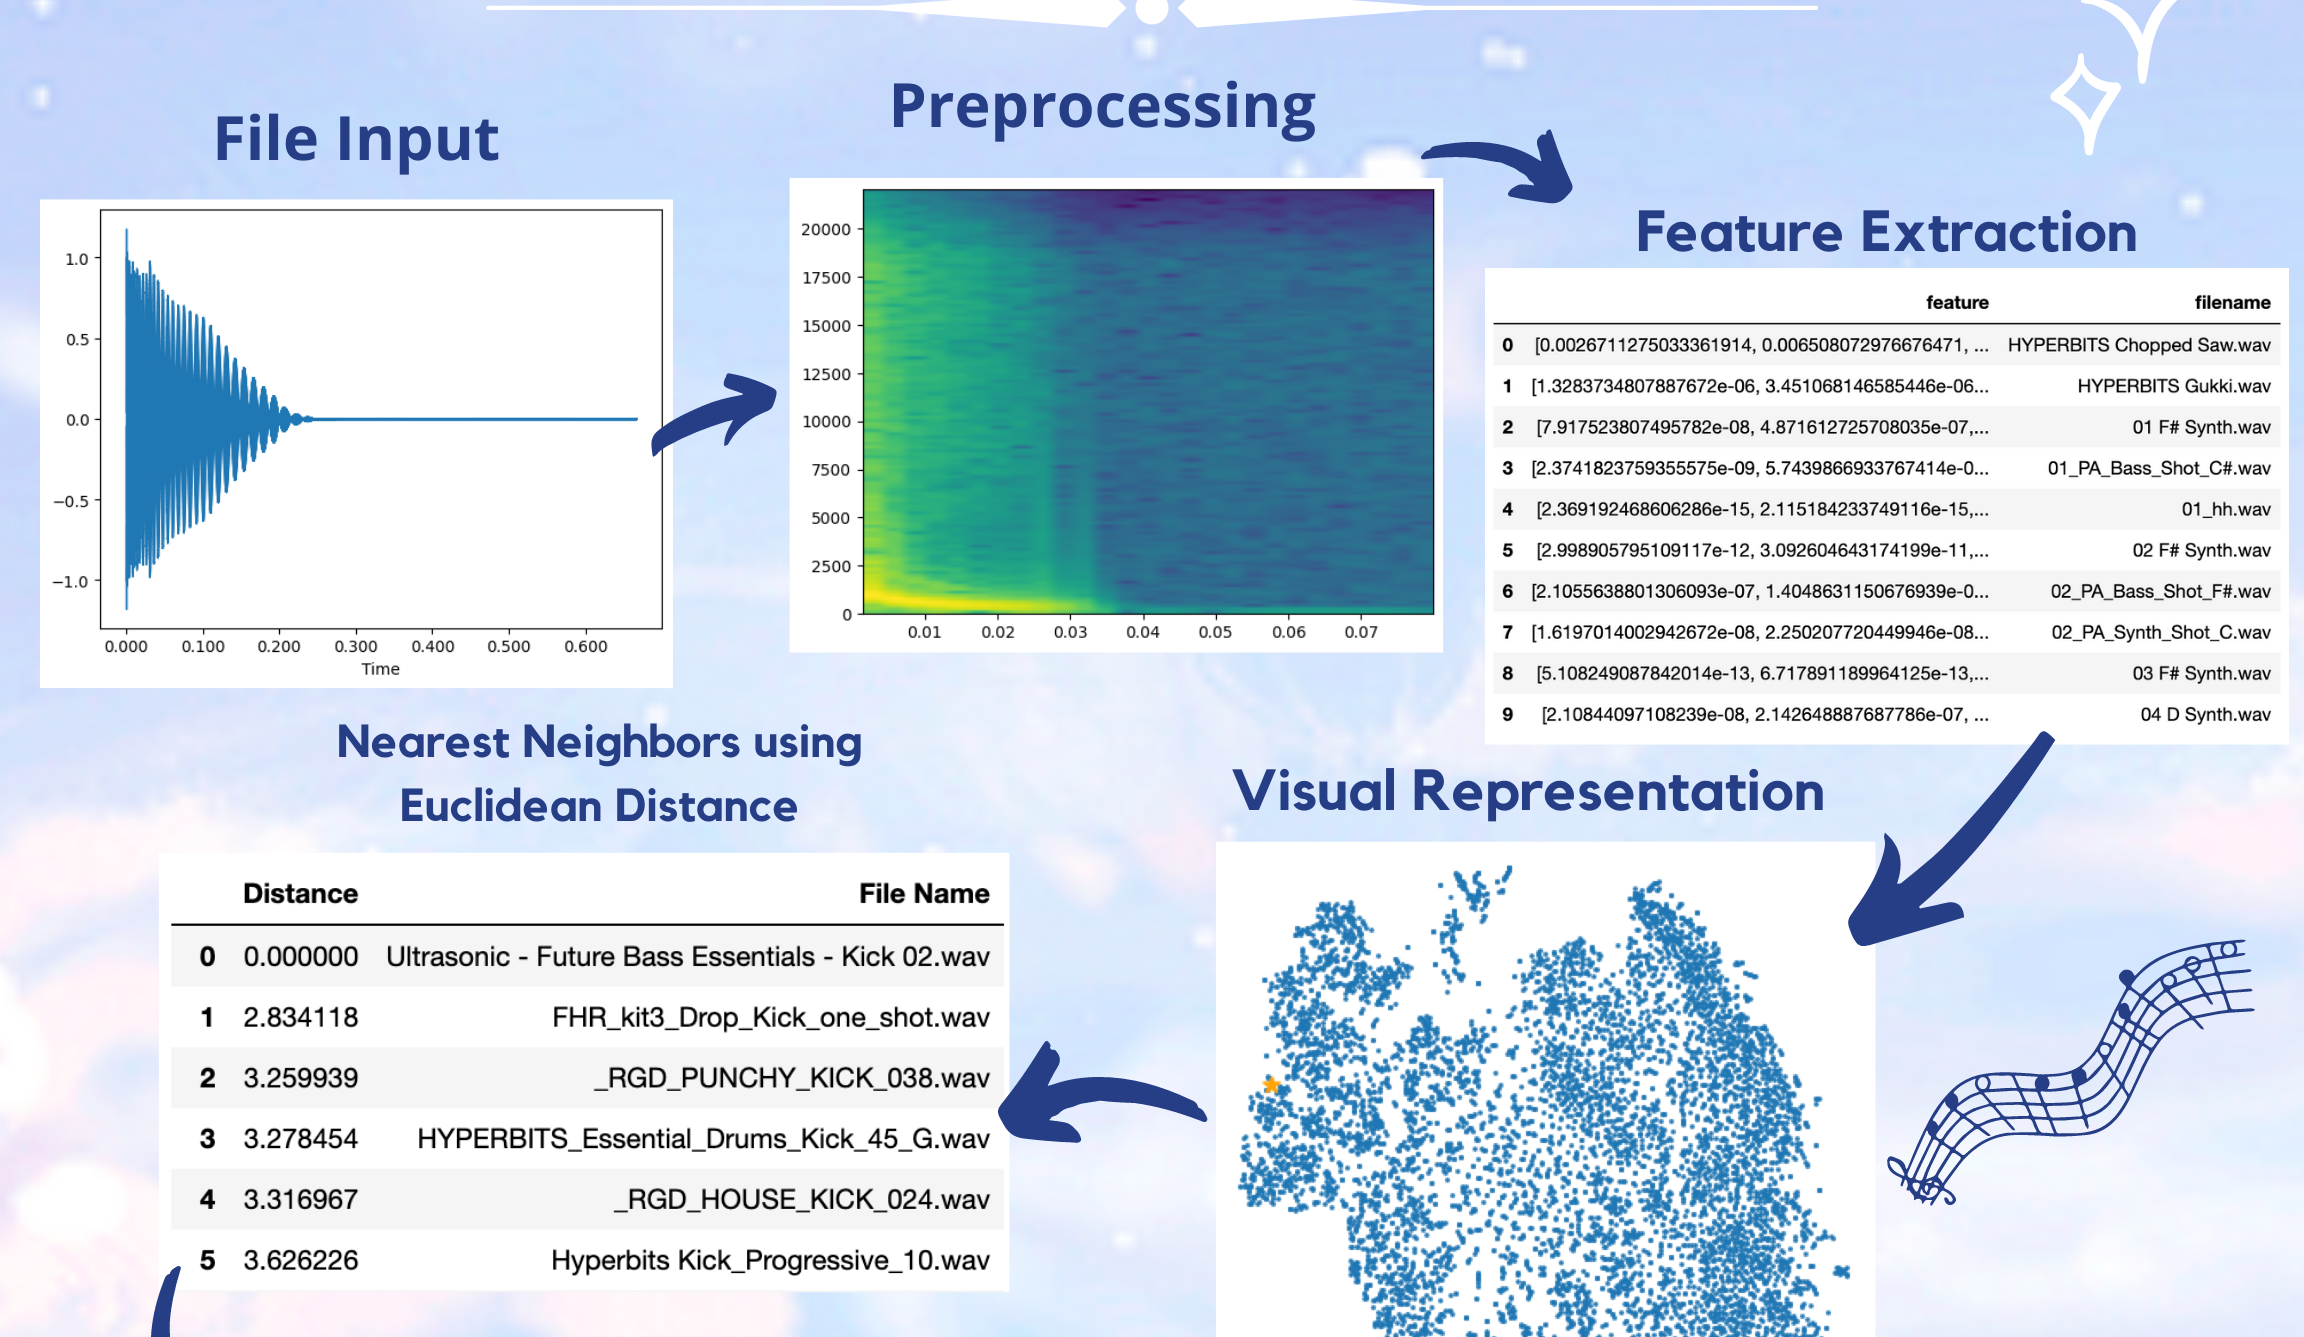 File Input
1.0
0.5
0.0
−0.5
−1.0
0.000 0.100 0.200 0.300 0.400 0.500 0.600
Time
Preprocessing
20000
17500
15000
12500
10000
7500
5000
2500
0
0.01 0.02 0.03 0.04 0.05 0.06 0.07
Feature Extraction
feature filename
0 [0.0026711275033361914, 0.006508072976676471, ... HYPERBITS Chopped Saw.wav
1 [1.3283734807887672e-06, 3.451068146585446e-06... HYPERBITS Gukki.wav
2 [7.917523807495782e-08, 4.871612725708035e-07,... 01 F# Synth.wav
3 [2.3741823759355575e-09, 5.7439866933767414e-0... 01_PA_Bass_Shot_C#.wav
4 [2.369192468606286e-15, 2.115184233749116e-15,... 01_hh.wav
5 [2.998905795109117e-12, 3.092604643174199e-11,... 02 F# Synth.wav
6 [2.1055638801306093e-07, 1.4048631150676939e-0... 02_PA_Bass_Shot_F#.wav
7 [1.6197014002942672e-08, 2.250207720449946e-08... 02_PA_Synth_Shot_C.wav
8 [5.108249087842014e-13, 6.717891189964125e-13,... 03 F# Synth.wav
9 [2.10844097108239e-08, 2.142648887687786e-07, ... 04 D Synth.wav
Visual Representation
Nearest Neighbors using
Euclidean Distance
Distance File Name
0 0.000000 Ultrasonic - Future Bass Essentials - Kick 02.wav
1 2.834118 FHR_kit3_Drop_Kick_one_shot.wav
2 3.259939 _RGD_PUNCHY_KICK_038.wav
3 3.278454 HYPERBITS_Essential_Drums_Kick_45_G.wav
4 3.316967 _RGD_HOUSE_KICK_024.wav
5 3.626226 Hyperbits Kick_Progressive_10.wav